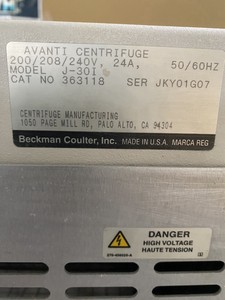 AVANTI CENTRIFUGE
200/208/240V, 24A, 50/60HZ
MODEL J-30I
CAT NO 363118 SER JKY01G07
CENTRIFUGE MANUFACTURING
1050 PAGE MILL RD, PALO ALTO, CA 94304
Beckman Coulter, Inc. MADE IN U.S.A. MARCA REG
DANGER
HIGH VOLTAGE
HAUTE TENSION